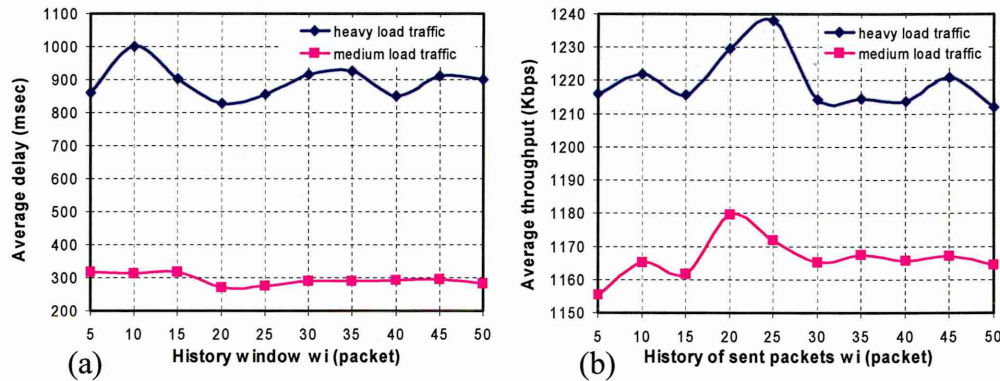 1100
1000
900
800
700
600
500
400
300
200
Average delay (msec)
heavy load traffic
medium load traffic
5 10 15 20 25 30 35 40 45 50
(a)
History window wi (packet)
1240
1230
1220
1210
1200
1190
1180
1170
1160
1150
Average throughput (Kbps)
heavy load traffic
medium load traffic
5 10 15 20 25 30 35 40 45 50
(b)
History of sent packets wi (packet)